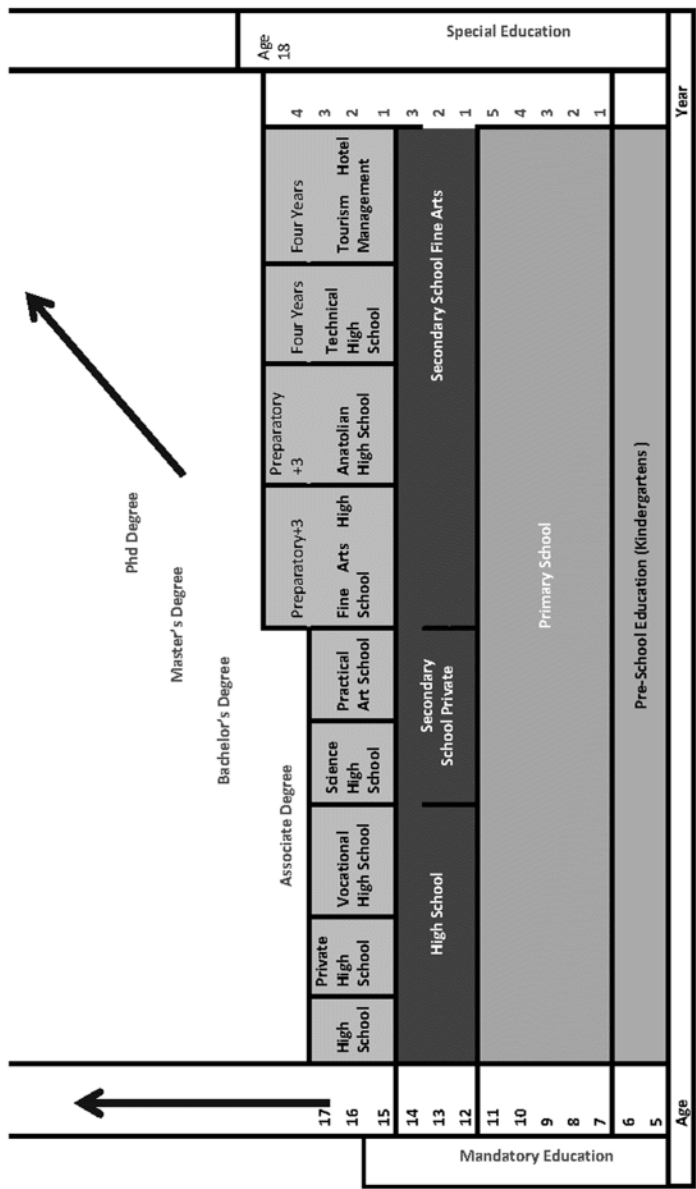 Special Education
Age
18
4
3
2
1
3
2
1
5
4
3
2
1
Year
Four Years
Tourism Hotel
Management
Four Years
Technical
High
School
Preparatory
+3
Anatolian
High School
Preparatory+3
Fine Arts High
School
Practical
Art School
Science
High
School
Vocational
High School
Private
High
School
High
School
Secondary School Fine Arts
Secondary
School Private
High School
Primary School
Pre-School Education (Kindergartens )
Phd Degree
Master's Degree
Bachelor's Degree
Associate Degree
17
16
15
14
13
12
11
10
9
8
7
6
5
Age
Mandatory Education